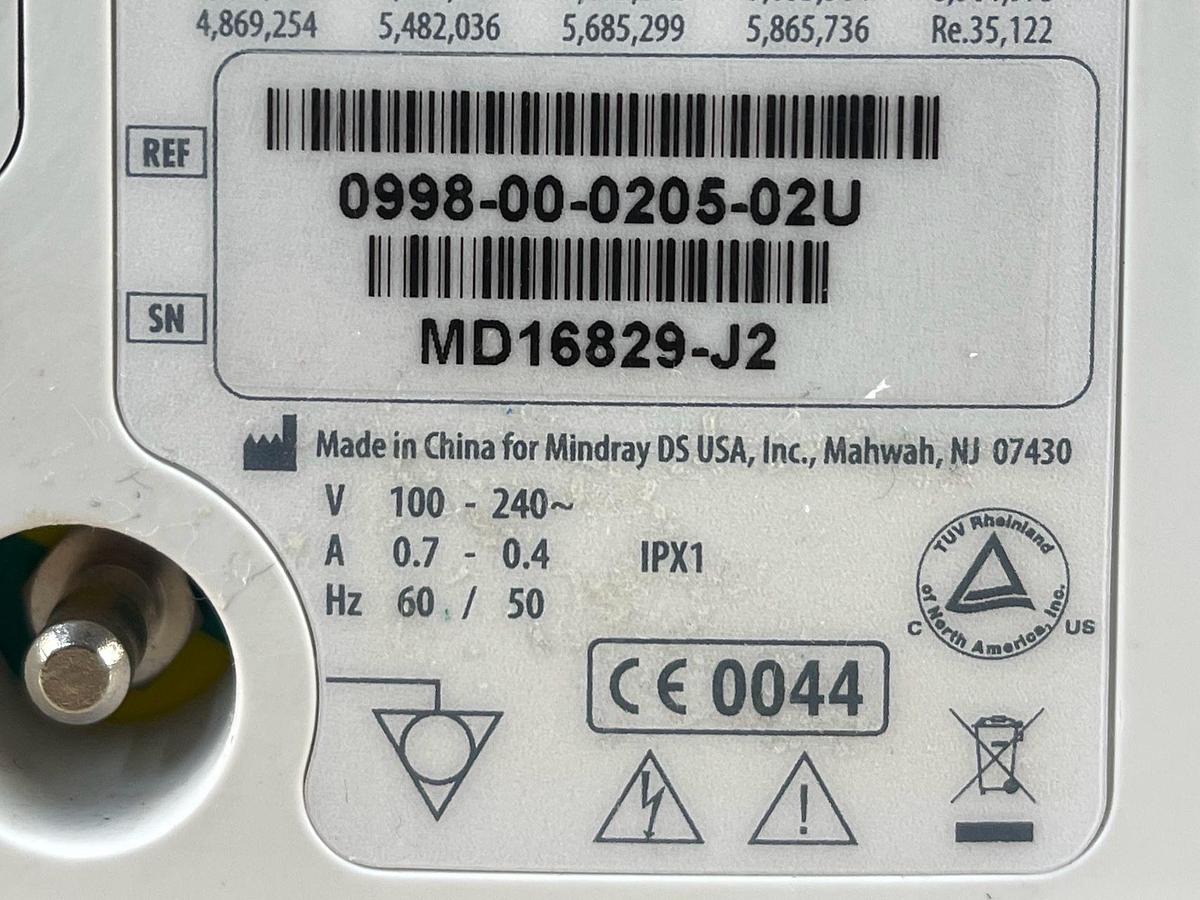 4,869,254 5,482,036 5,685,299 5,865,736 Re.35,122
REF
0998-00-0205-02U
SN
MD16829-J2
Made in China for Mindray DS USA, Inc., Mahwah, NJ 07430
V 100 - 240~
A 0.7 - 0.4 IPX1
Hz 60 / 50
TUV Rheinland
of North America, Inc.
C US
CE 0044